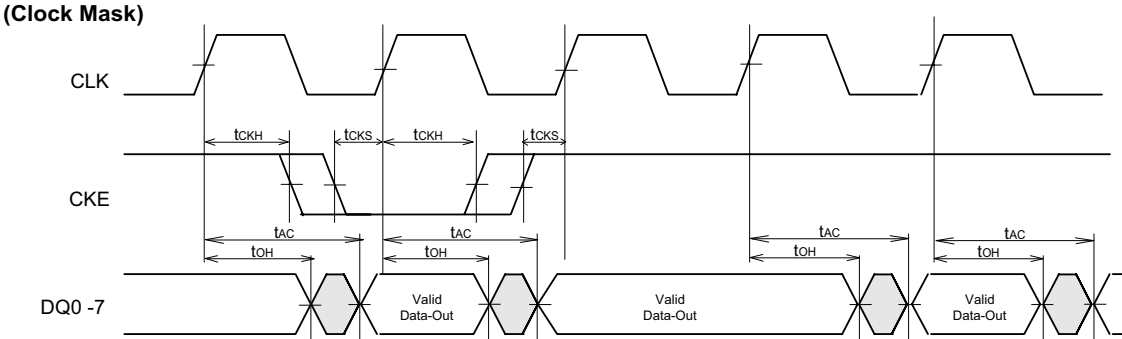 (Clock Mask)
CLK
tCKH tCKS tCKH tCKS
CKE
tAC tAC tAC tAC
tOH tOH tOH tOH
DQ0 -7
Valid Data-Out
Valid Data-Out
Valid Data-Out